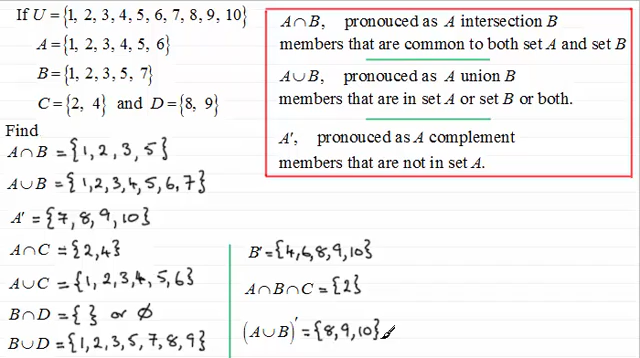 If U = {1, 2, 3, 4, 5, 6, 7, 8, 9, 10}
A = {1, 2, 3, 4, 5, 6}
B = {1, 2, 3, 5, 7}
C = {2, 4} and D = {8, 9}
Find
A ∩ B = {1, 2, 3, 5}
A ∪ B = {1, 2, 3, 4, 5, 6, 7}
A′ = {7, 8, 9, 10}
A ∩ C = {2, 4}
A ∪ C = {1, 2, 3, 4, 5, 6}
B ∩ D = { } or ∅
B ∪ D = {1, 2, 3, 5, 7, 8, 9}
A ∩ B, pronouced as A intersection B
members that are common to both set A and set B
A ∪ B, pronouced as A union B
members that are in set A or set B or both.
A′, pronouced as A complement
members that are not in set A.
B′ = {4, 6, 8, 9, 10}
A ∩ B ∩ C = {2}
(A ∪ B)′ = {8, 9, 10}